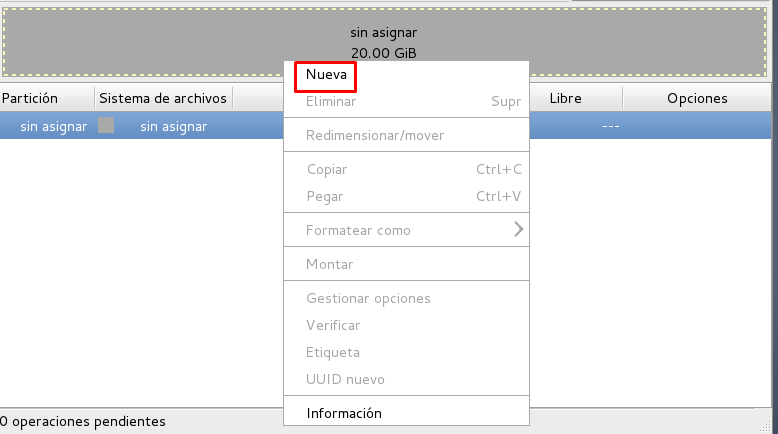 sin asignar
20.00 GiB
Partición Sistema de archivos Libre Opciones
sin asignar sin asignar ---
Nueva
Eliminar Supr
Redimensionar/mover
Copiar Ctrl+C
Pegar Ctrl+V
Formatear como
Montar
Gestionar opciones
Verificar
Etiqueta
UUID nuevo
Información
0 operaciones pendientes